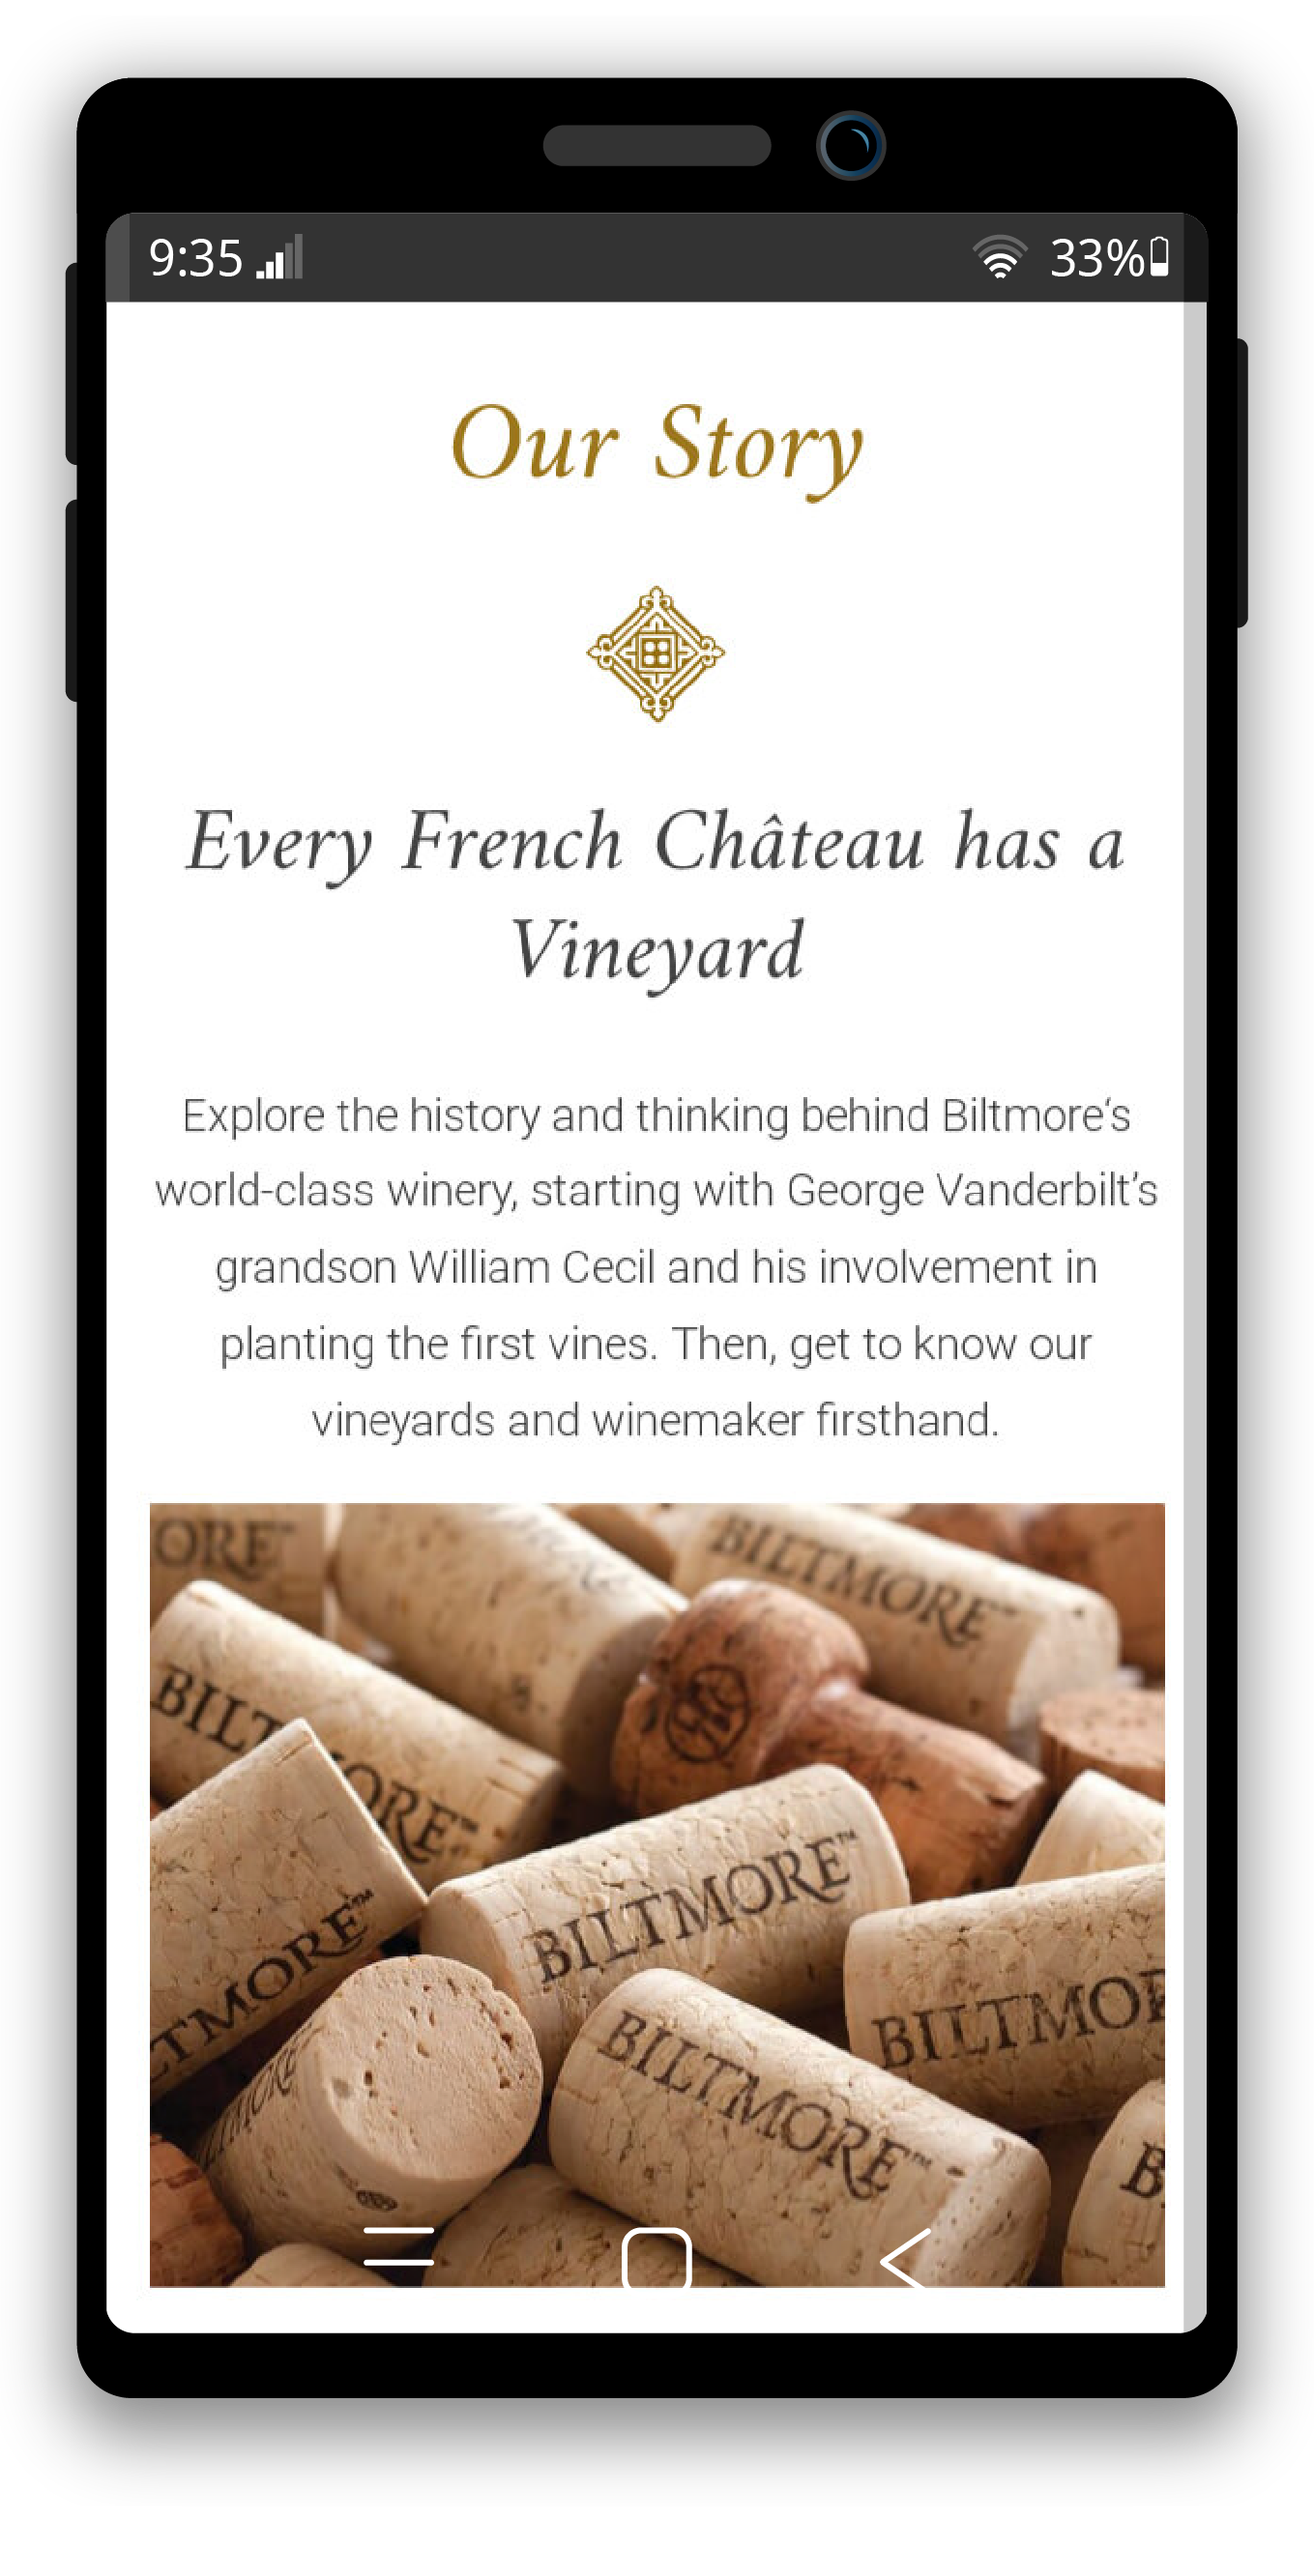 9:35
33%
Our Story
Every French Château has a
Vineyard
Explore the history and thinking behind Biltmore‘s
world-class winery, starting with George Vanderbilt’s
grandson William Cecil and his involvement in
planting the first vines. Then, get to know our
vineyards and winemaker firsthand.
ORE™
BILTMORE™
BILTMORE™
BILTMORE™
LTMORE™
BILTMOR
BILTMORE™
TMORE
B